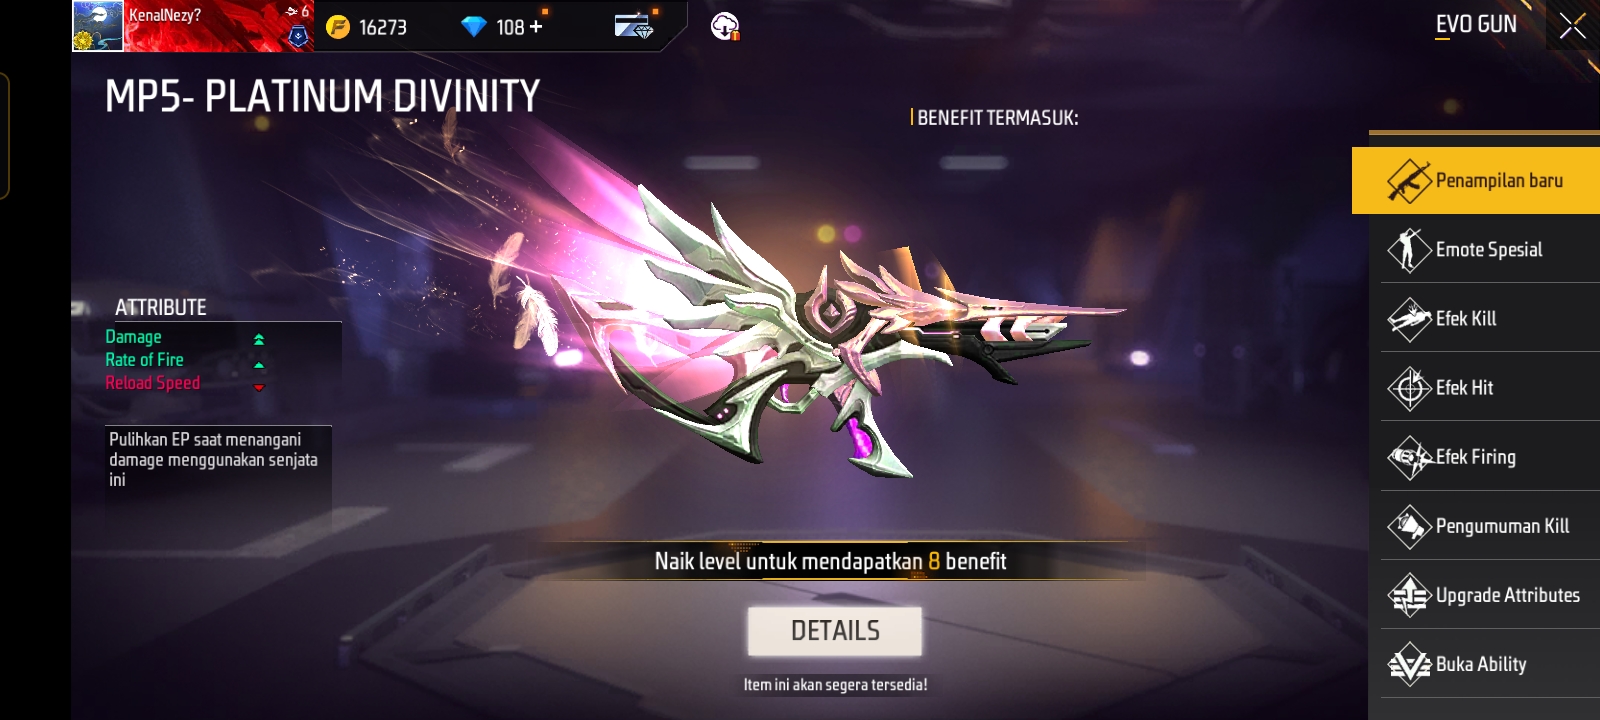 KenalNezy?
6
16273
108 +
EVO GUN
MP5- PLATINUM DIVINITY
BENEFIT TERMASUK:
Penampilan baru
Emote Spesial
Efek Kill
Efek Hit
Efek Firing
Pengumuman Kill
Upgrade Attributes
Buka Ability
ATTRIBUTE
Damage
Rate of Fire
Reload Speed
Pulihkan EP saat menangani
damage menggunakan senjata
ini
Naik level untuk mendapatkan 8 benefit
DETAILS
Item ini akan segera tersedia!